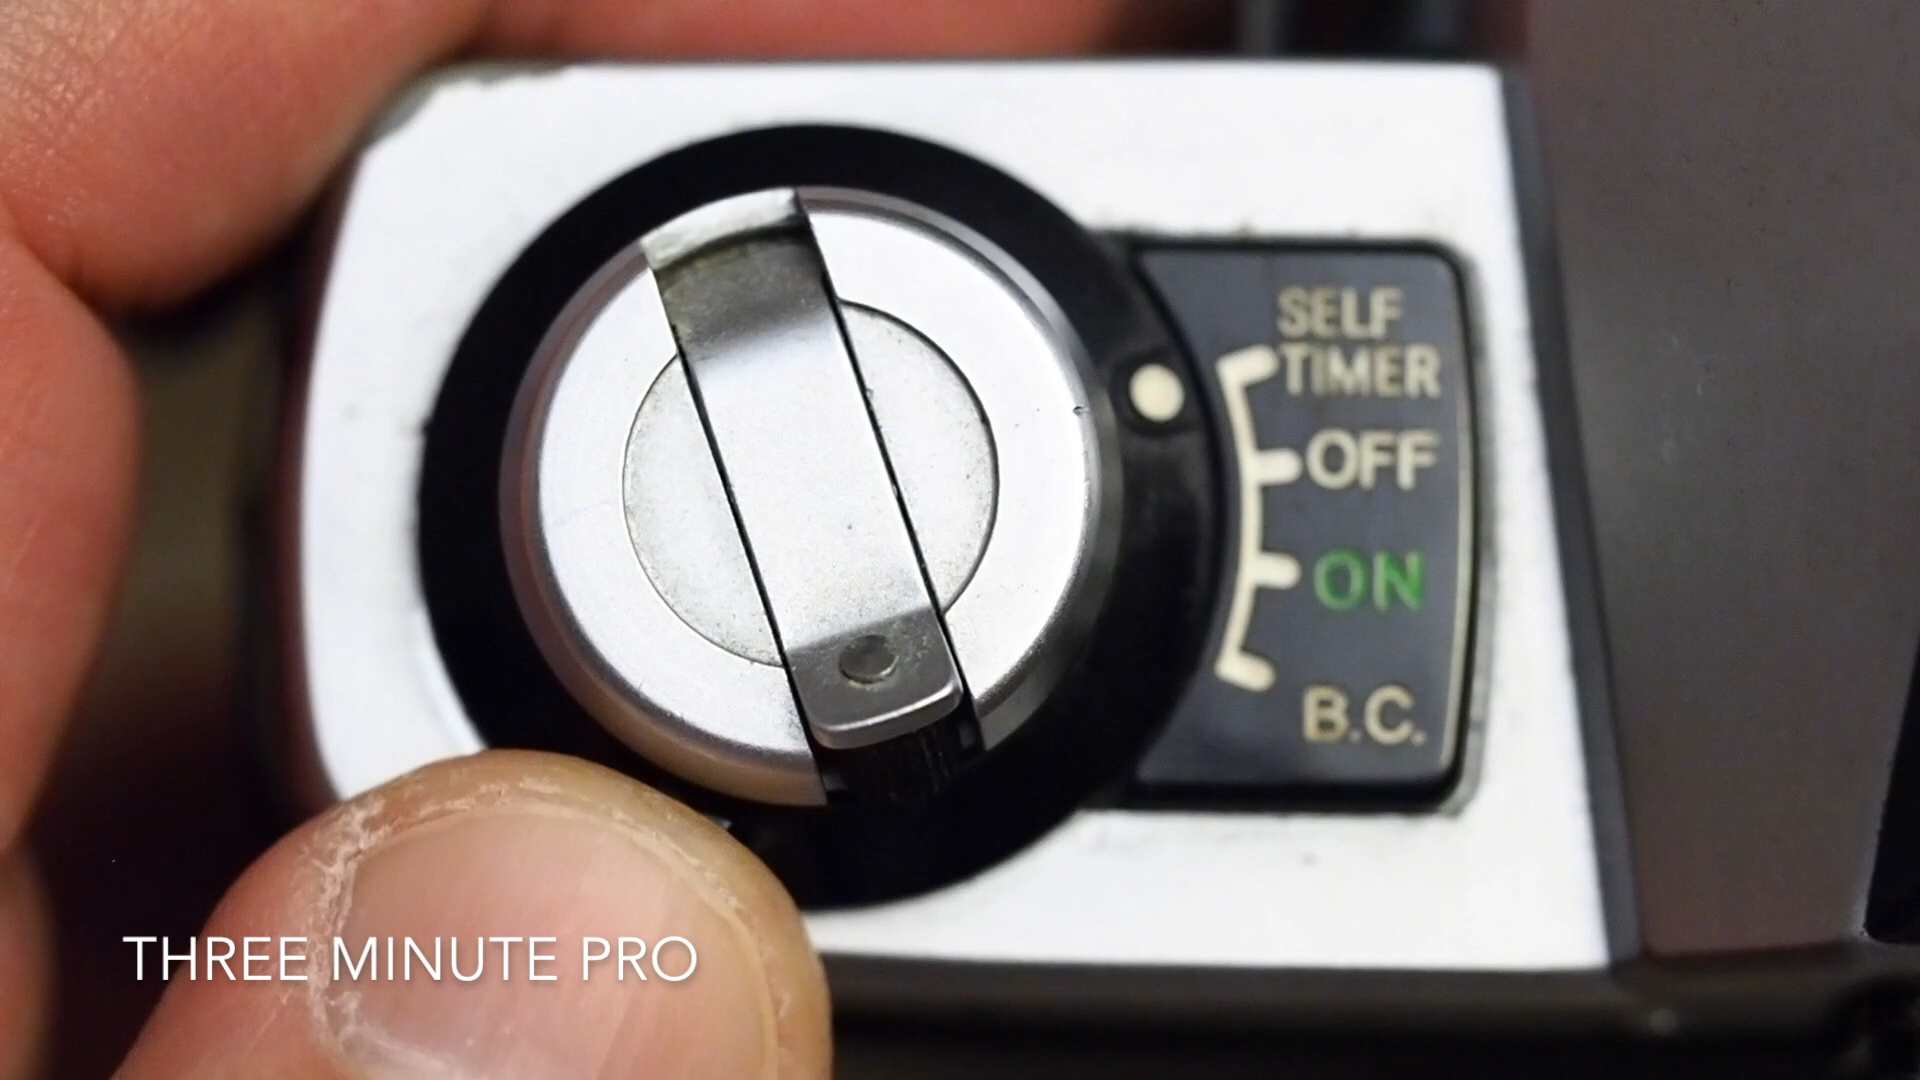 SELF
TIMER
OFF
ON
B.C.
THREE MINUTE PRO